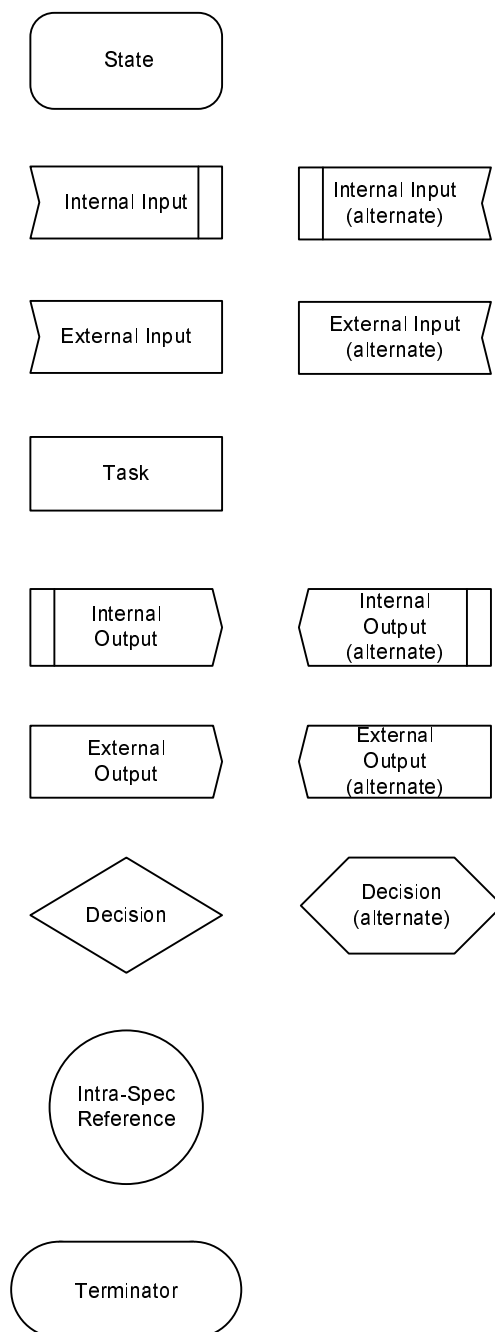 State
Internal Input
Internal Input
(alternate)
External Input
External Input
(alternate)
Task
Internal
Output
Internal
Output
(alternate)
External
Output
External
Output
(alternate)
Decision
Decision
(alternate)
Intra-Spec
Reference
Terminator